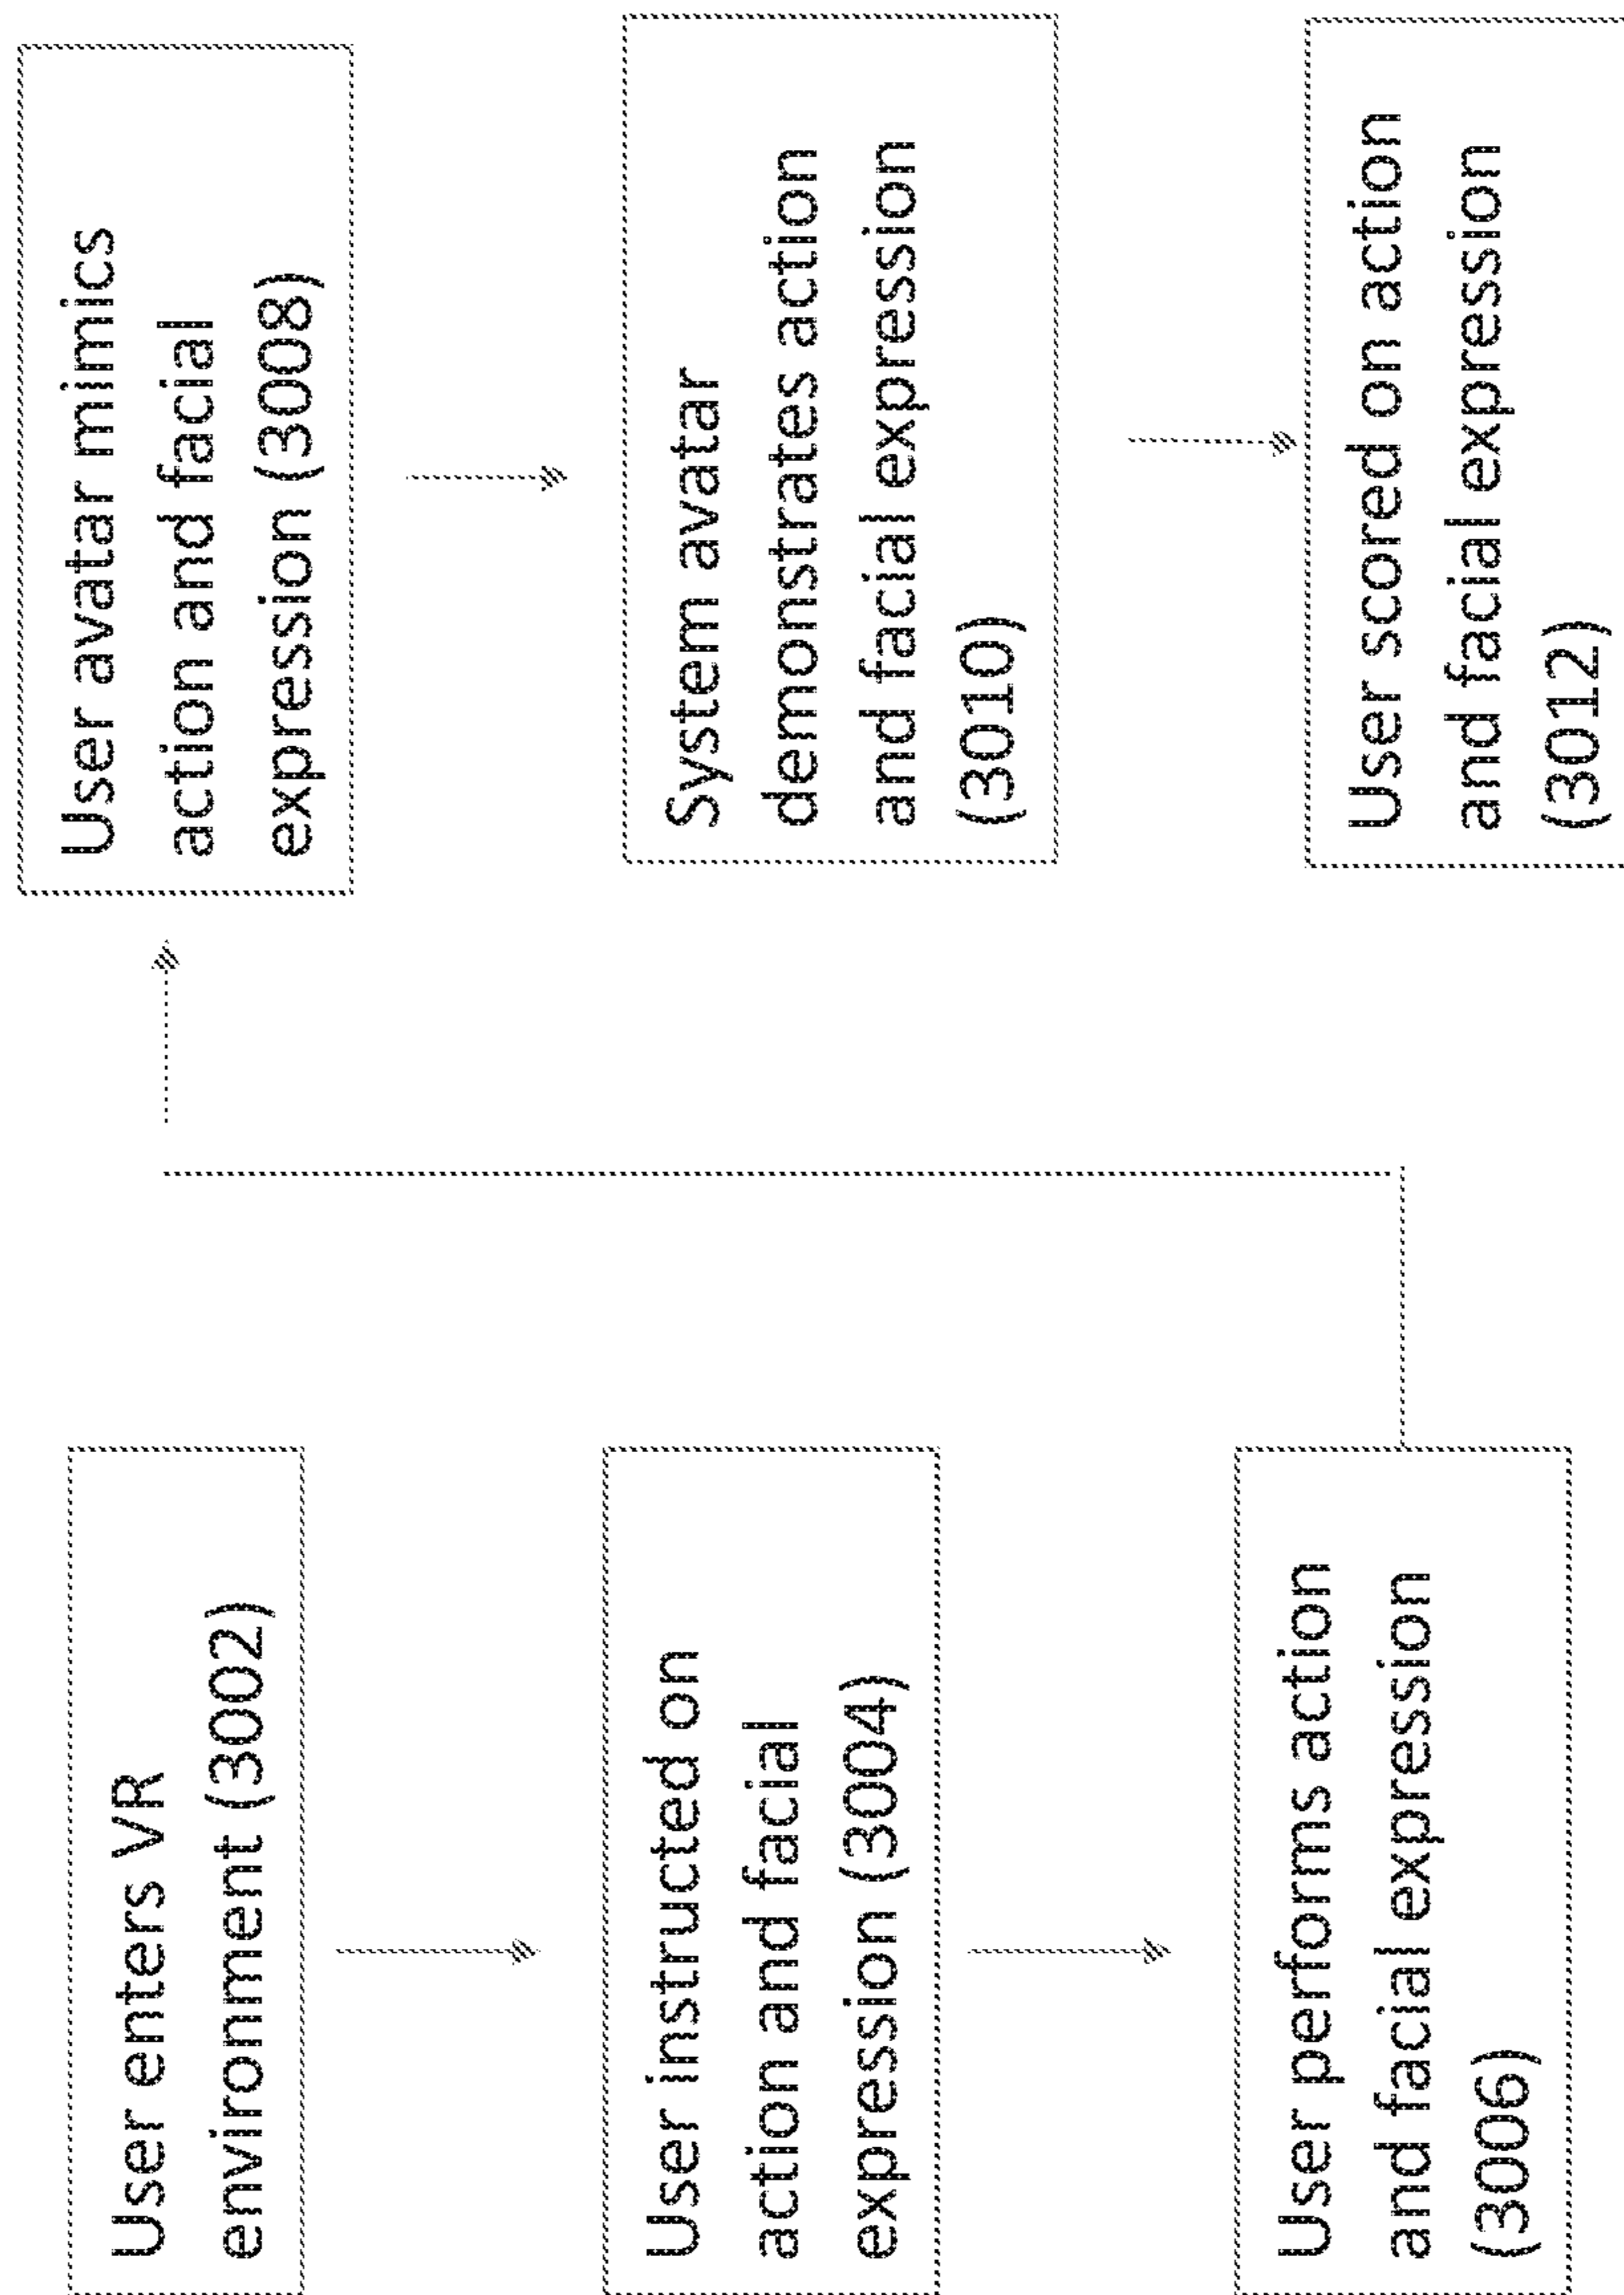 User enters VR
environment (3002)
User instructed on
action and facial
expression (3004)
User performs action
and facial expression
(3006)
User avatar mimics
action and facial
expression (3008)
System avatar
demonstrates action
and facial expression
(3010)
User scored on action
and facial expression
(3012)